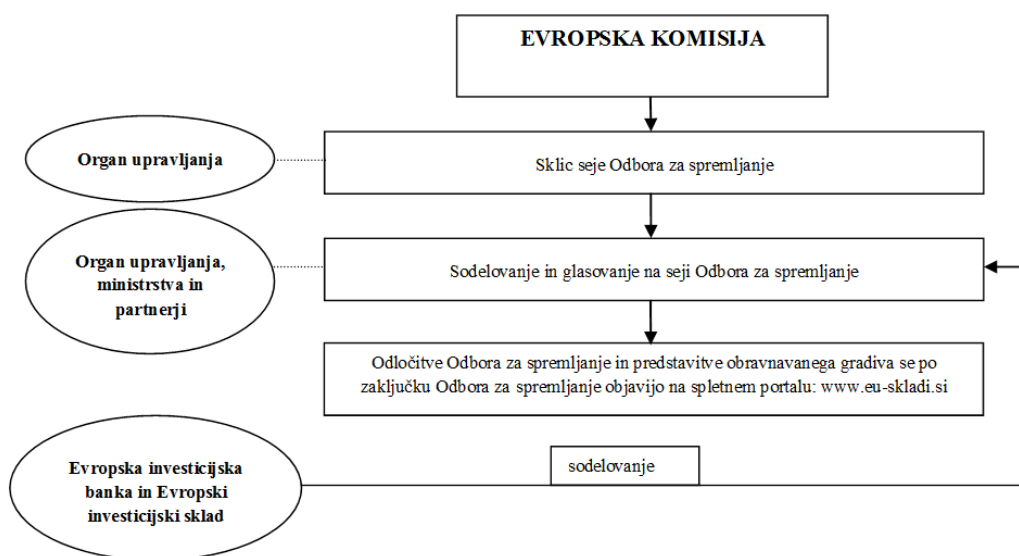 EVROPSKA KOMISIJA
Organ upravljanja
Sklic seje Odbora za spremljanje
Organ upravljanja,
ministrstva in
partnerji
Sodelovanje in glasovanje na seji Odbora za spremljanje
Odločitve Odbora za spremljanje in predstavitve obravnavanega gradiva se po
zaključku Odbora za spremljanje objavijo na spletnem portalu: www.eu-skladi.si
Evropska investicijska
banka in Evropski
investicijski sklad
sodelovanje